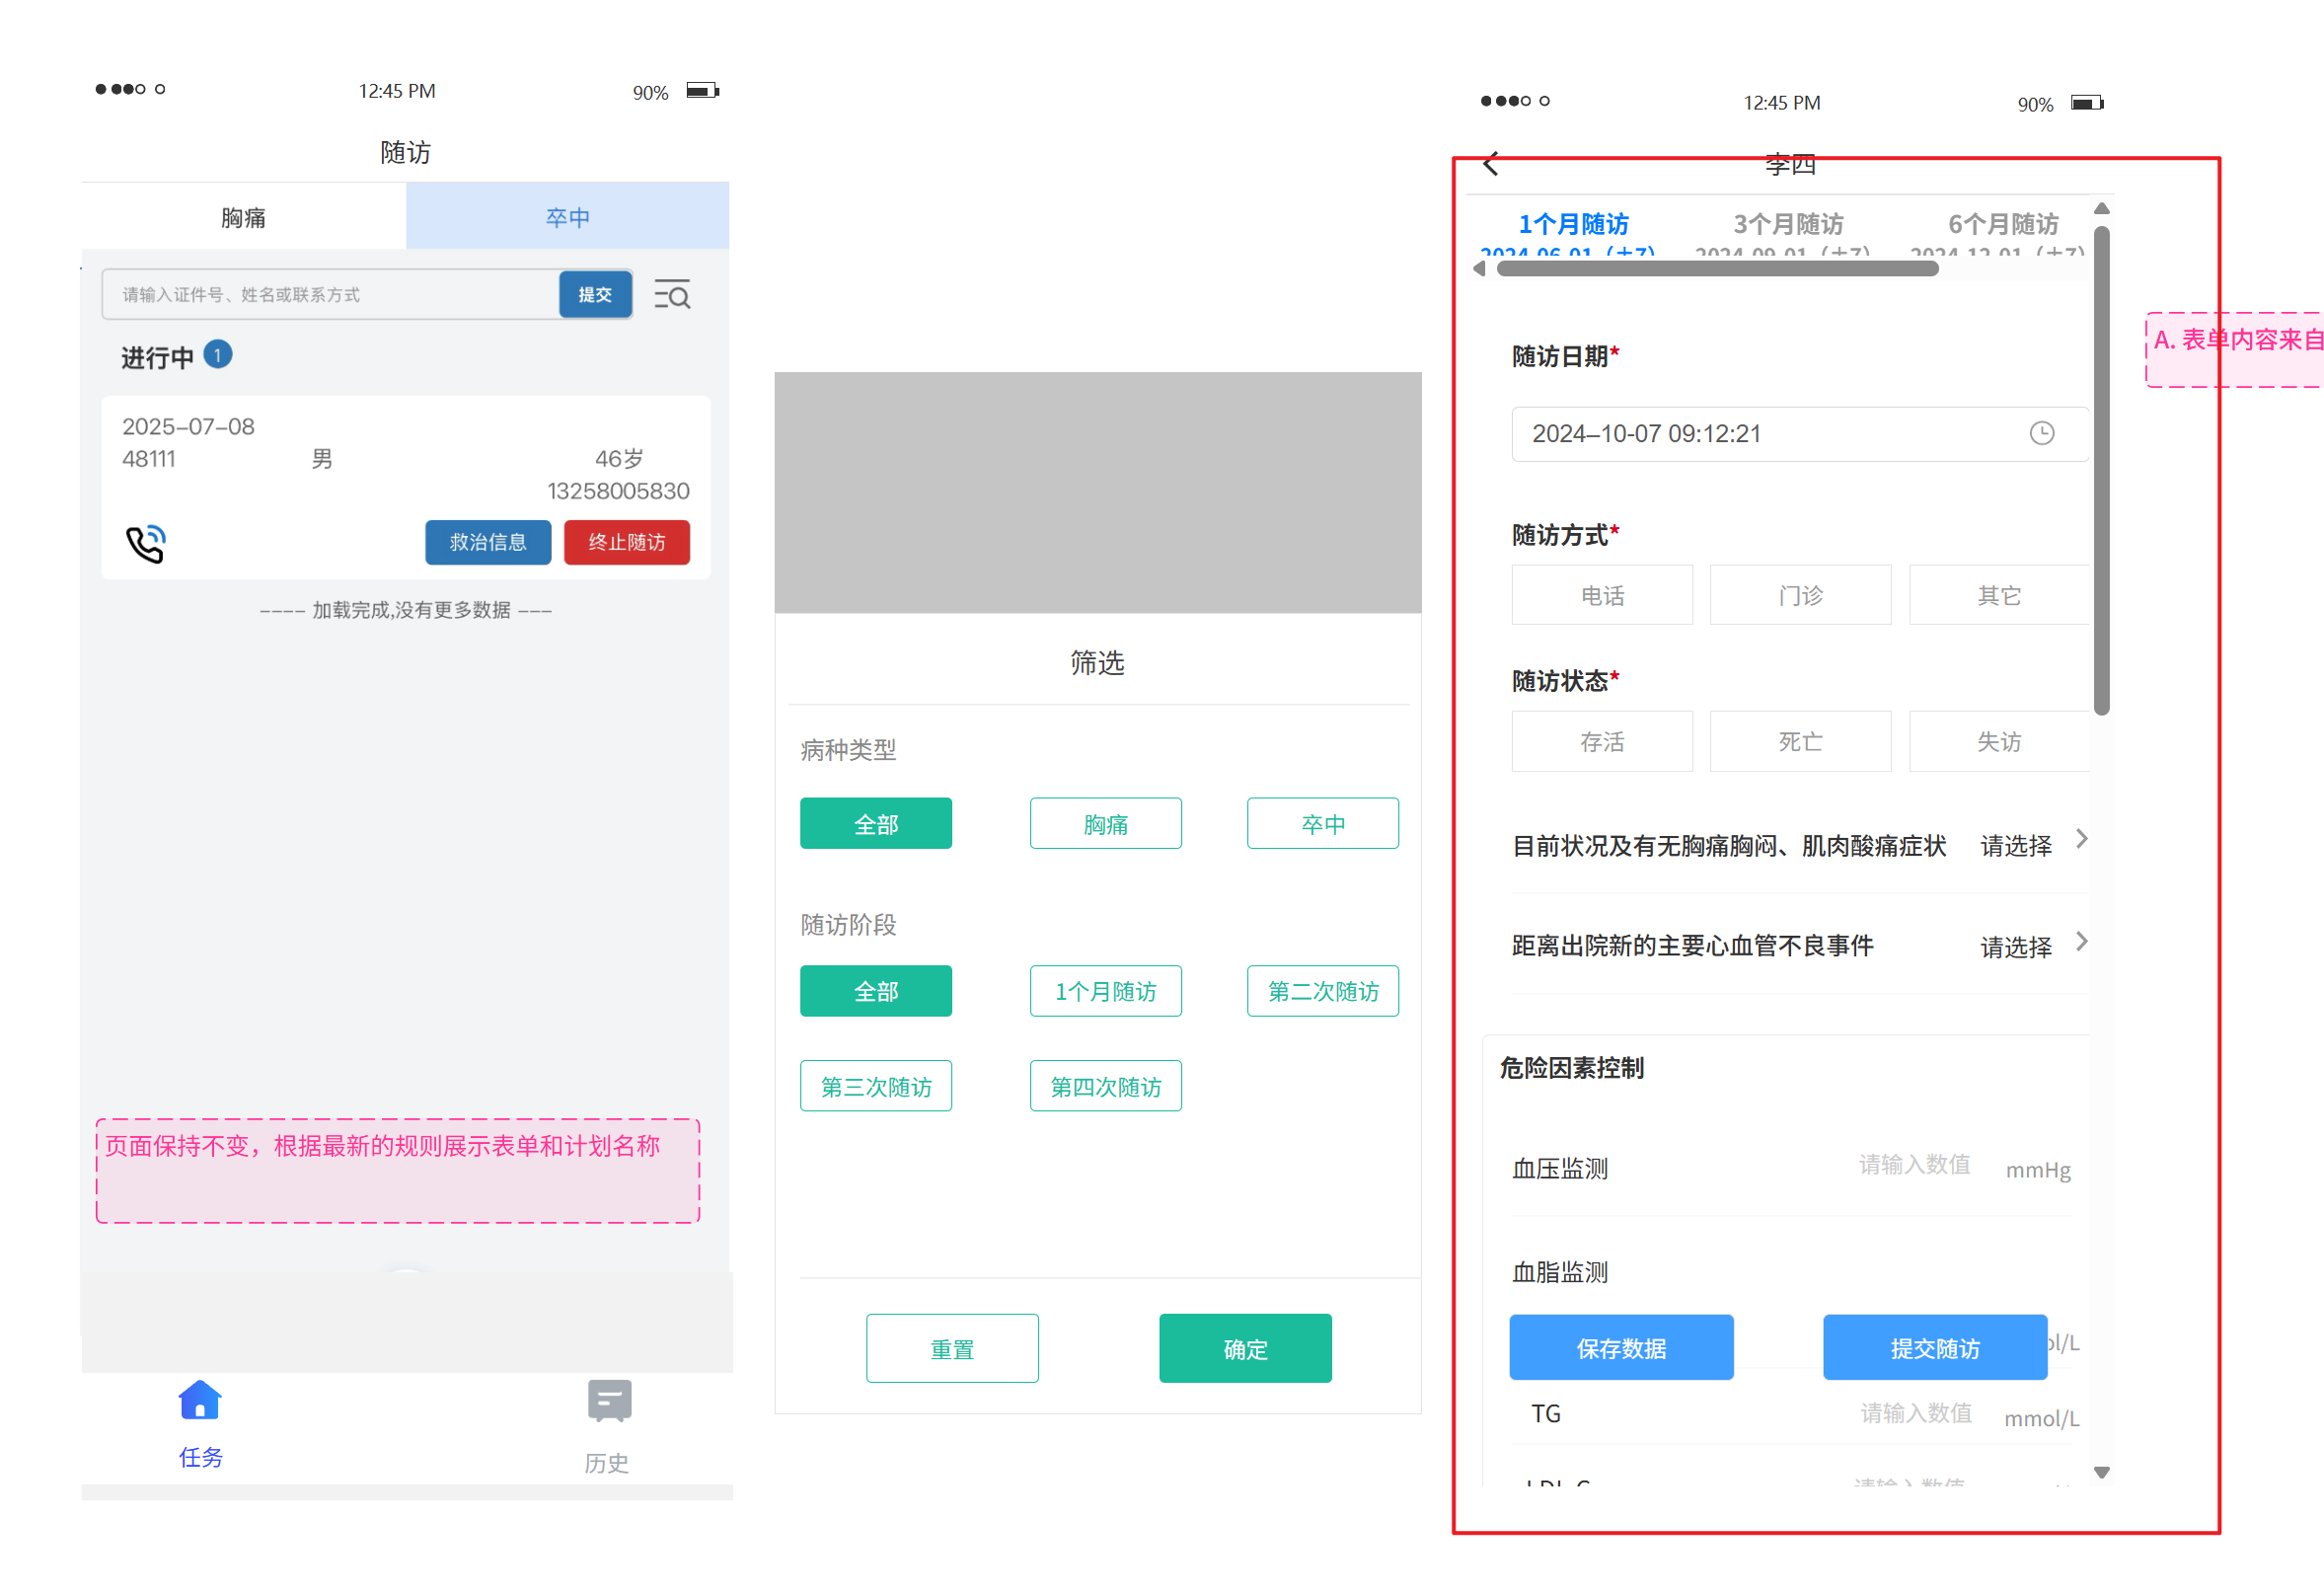 12:45 PM
90%
随访
胸痛
卒中
请输入证件号、姓名或联系方式
提交
进行中 1
2025-07-08
48111 男 46岁
13258005830
救治信息
终止随访
---- 加载完成,没有更多数据 ---
页面保持不变，根据最新的规则展示表单和计划名称
任务
历史
筛选
病种类型
全部
胸痛
卒中
随访阶段
全部
1个月随访
第二次随访
第三次随访
第四次随访
重置
确定
12:45 PM
90%
李四
1个月随访
3个月随访
6个月随访
2024-06-01（±7）
2024-09-01（±7）
2024-12-01（±7）
A. 表单内容来自
随访日期*
2024-10-07 09:12:21
随访方式*
电话
门诊
其它
随访状态*
存活
死亡
失访
目前状况及有无胸痛胸闷、肌肉酸痛症状 请选择
距离出院新的主要心血管不良事件 请选择
危险因素控制
血压监测 请输入数值 mmHg
血脂监测
保存数据
提交随访
ol/L
TG 请输入数值 mmol/L